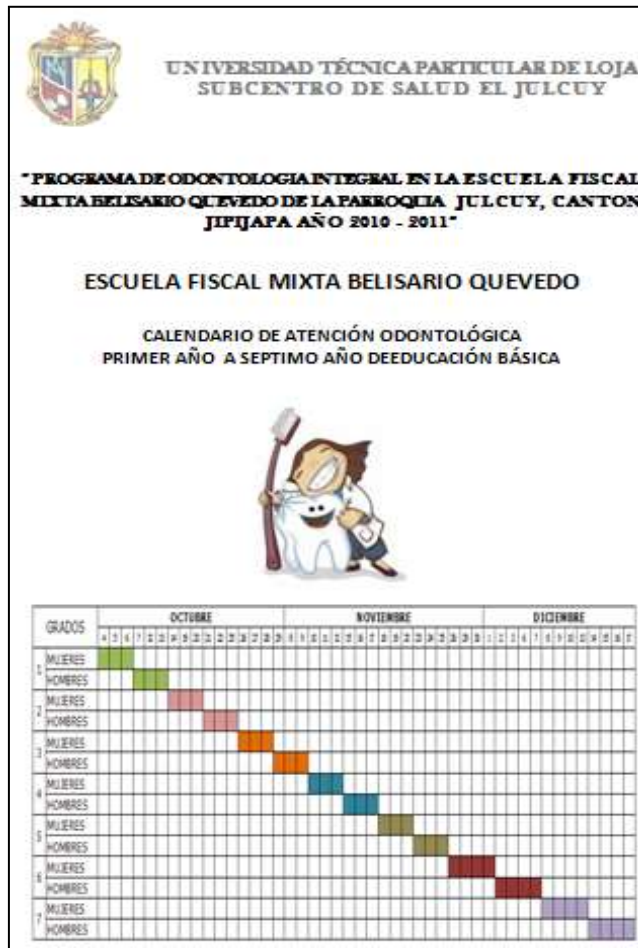 UNIVERSIDAD TÉCNICA PARTICULAR DE LOJA
SUBCENTRO DE SALUD EL JULCUY
"PROGRAMA DE ODONTOLOGIA INTEGRAL EN LA ESCUELA FISCAL
MIXTA BELISARIO QUEVEDO DE LA PARROQUIA JULCUY, CANTON
JIPIJAPA AÑO 2010 - 2011"
ESCUELA FISCAL MIXTA BELISARIO QUEVEDO
CALENDARIO DE ATENCIÓN ODONTOLÓGICA
PRIMER AÑO A SEPTIMO AÑO DEEDUCACIÓN BÁSICA
GRADOS OCTUBRE NOVIEMBRE DICIEMBRE
1 MUJERES
HOMBRES
2 MUJERES
HOMBRES
3 MUJERES
HOMBRES
4 MUJERES
HOMBRES
5 MUJERES
HOMBRES
6 MUJERES
HOMBRES
7 MUJERES
HOMBRES